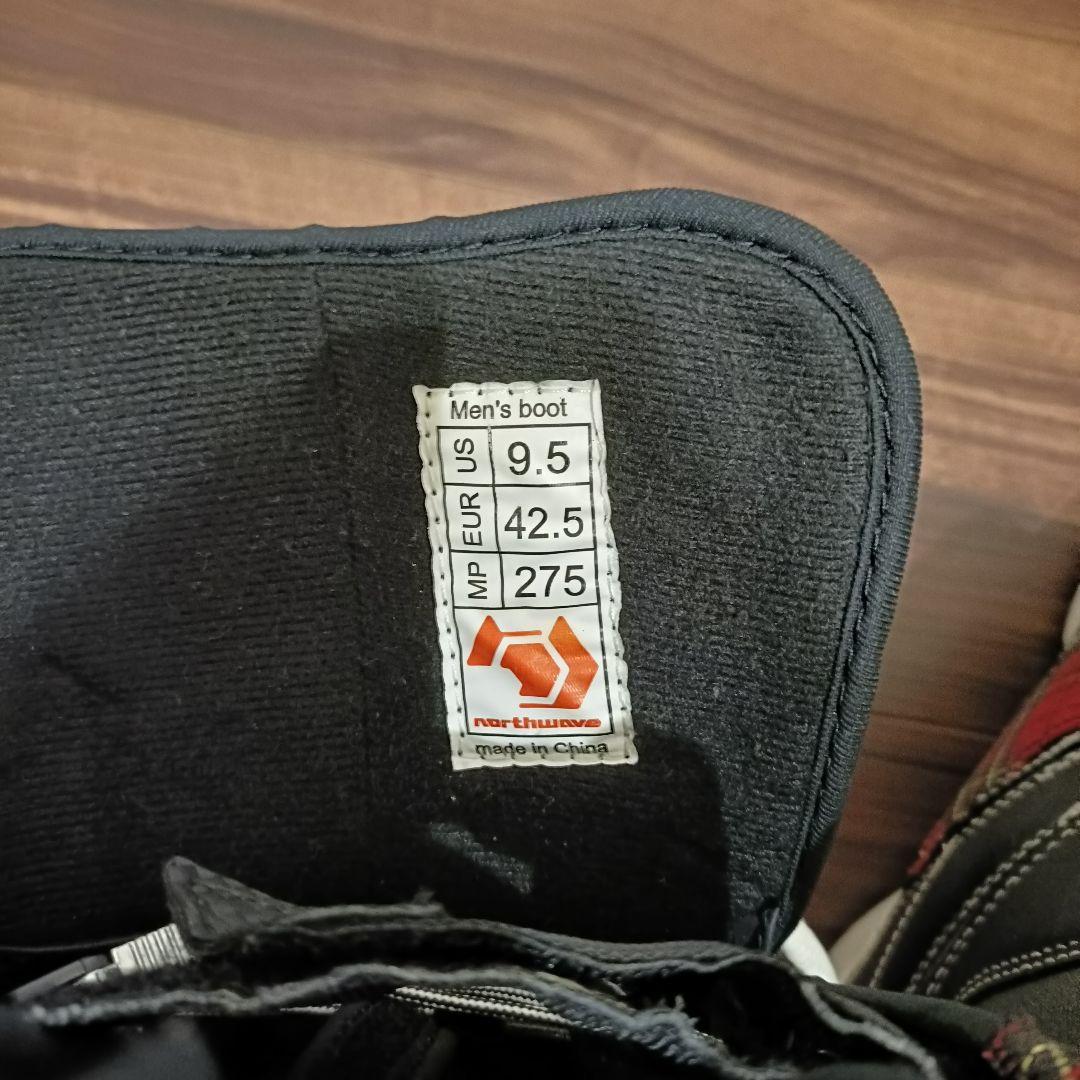 Men's boot
US 9.5
EUR 42.5
MP 275
northwave
made in China